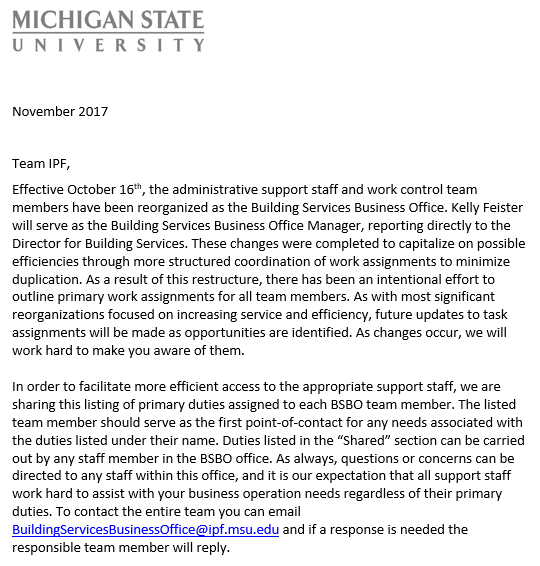 MICHIGAN STATE
UNIVERSITY
November 2017
Team IPF,
Effective October 16th, the administrative support staff and work control team
members have been reorganized as the Building Services Business Office. Kelly Feister
will serve as the Building Services Business Office Manager, reporting directly to the
Director for Building Services. These changes were completed to capitalize on possible
efficiencies through more structured coordination of work assignments to minimize
duplication. As a result of this restructure, there has been an intentional effort to
outline primary work assignments for all team members. As with most significant
reorganizations focused on increasing service and efficiency, future updates to task
assignments will be made as opportunities are identified. As changes occur, we will
work hard to make you aware of them.
In order to facilitate more efficient access to the appropriate support staff, we are
sharing this listing of primary duties assigned to each BSBO team member. The listed
team member should serve as the first point-of-contact for any needs associated with
the duties listed under their name. Duties listed in the “Shared” section can be carried
out by any staff member in the BSBO office. As always, questions or concerns can be
directed to any staff within this office, and it is our expectation that all support staff
work hard to assist with your business operation needs regardless of their primary
duties. To contact the entire team you can email
BuildingServicesBusinessOffice@ipf.msu.edu and if a response is needed the
responsible team member will reply.